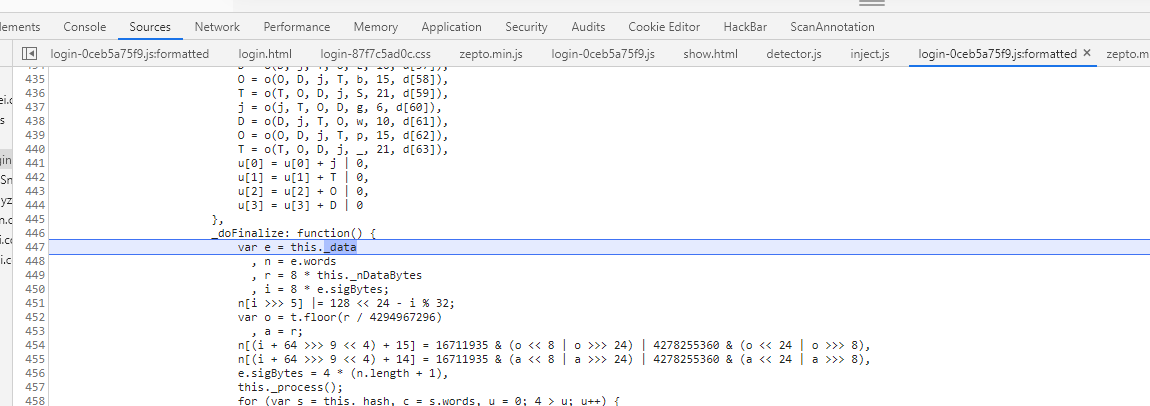 lements Console Sources Network Performance Memory Application Security Audits Cookie Editor HackBar ScanAnnotation
login-0ceb5a75f9.js:formatted login.html login-87f7c5ad0c.css zepto.min.js login-0ceb5a75f9.js show.html detector.js inject.js login-0ceb5a75f9.js:formatted × zepto.m
435 O = o(O, D, j, T, b, 15, d[58]),
436 T = o(T, O, D, j, S, 21, d[59]),
437 j = o(j, T, O, D, g, 6, d[60]),
438 D = o(D, j, T, O, w, 10, d[61]),
439 O = o(O, D, j, T, p, 15, d[62]),
440 T = o(T, O, D, j, _, 21, d[63]),
441 u[0] = u[0] + j | 0,
442 u[1] = u[1] + T | 0,
443 u[2] = u[2] + O | 0,
444 u[3] = u[3] + D | 0
445 },
446 _doFinalize: function() {
447 var e = this._data
448 , n = e.words
449 , r = 8 * this._nDataBytes
450 , i = 8 * e.sigBytes;
451 n[i >>> 5] |= 128 << 24 - i % 32;
452 var o = t.floor(r / 4294967296)
453 , a = r;
454 n[(i + 64 >>> 9 << 4) + 15] = 16711935 & (o << 8 | o >>> 24) | 4278255360 & (o << 24 | o >>> 8),
455 n[(i + 64 >>> 9 << 4) + 14] = 16711935 & (a << 8 | a >>> 24) | 4278255360 & (a << 24 | a >>> 8),
456 e.sigBytes = 4 * (n.length + 1),
457 this._process();
458 for (var s = this._hash, c = s.words, u = 0; 4 > u; u++) {